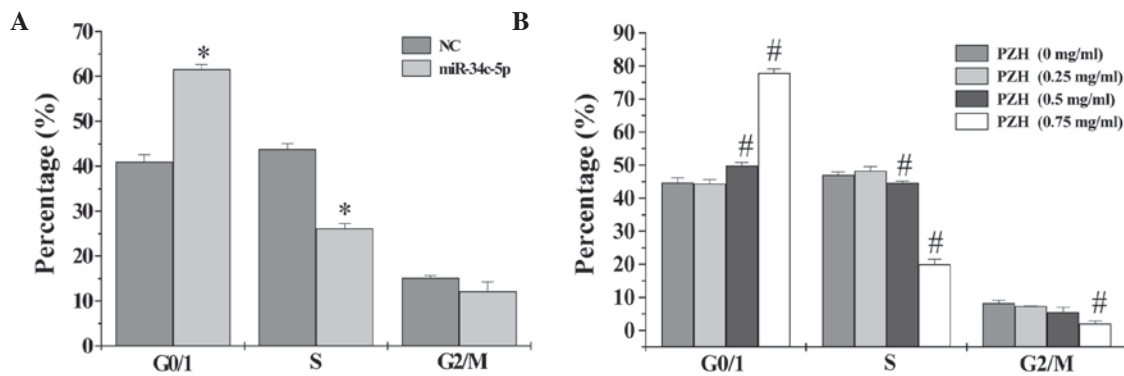 A
Percentage (%)
70
60
50
40
30
20
10
0
*
*
NC
miR-34c-5p
G0/1
S
G2/M
B
Percentage (%)
90
80
70
60
50
40
30
20
10
0
#
#
#
#
#
PZH (0 mg/ml)
PZH (0.25 mg/ml)
PZH (0.5 mg/ml)
PZH (0.75 mg/ml)
G0/1
S
G2/M